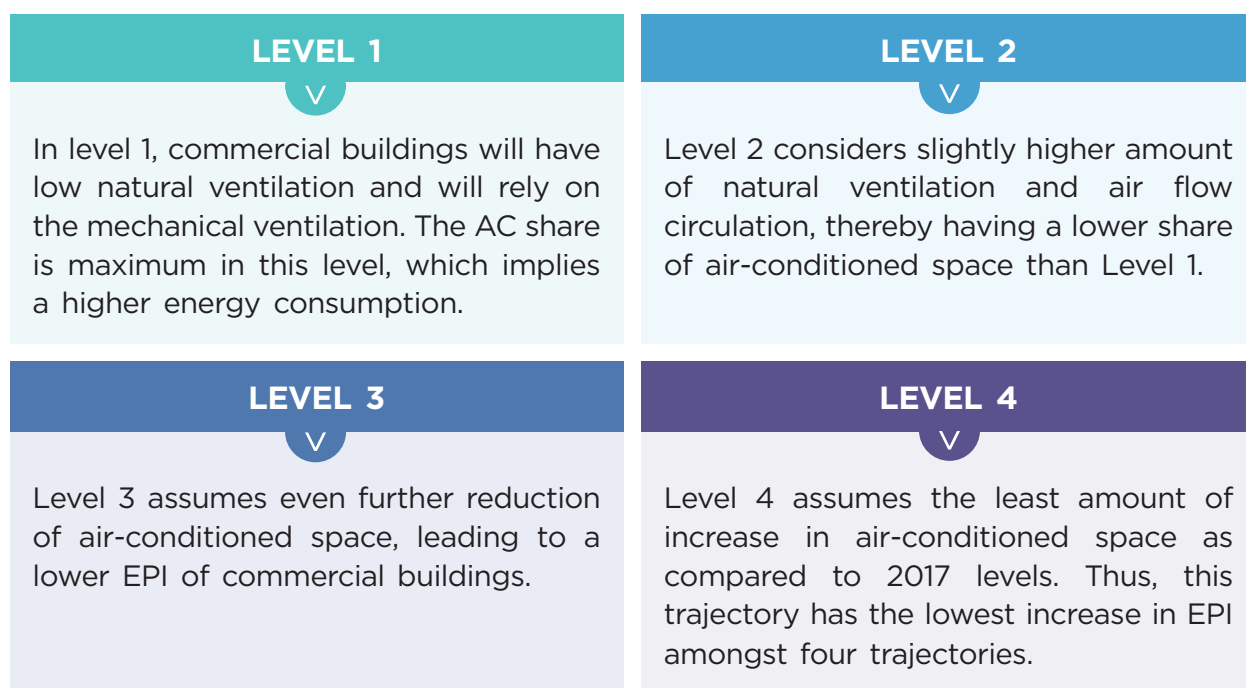 LEVEL 1
In level 1, commercial buildings will have
low natural ventilation and will rely on
the mechanical ventilation. The AC share
is maximum in this level, which implies
a higher energy consumption.
LEVEL 2
Level 2 considers slightly higher amount
of natural ventilation and air flow
circulation, thereby having a lower share
of air-conditioned space than Level 1.
LEVEL 3
Level 3 assumes even further reduction
of air-conditioned space, leading to a
lower EPI of commercial buildings.
LEVEL 4
Level 4 assumes the least amount of
increase in air-conditioned space as
compared to 2017 levels. Thus, this
trajectory has the lowest increase in EPI
amongst four trajectories.